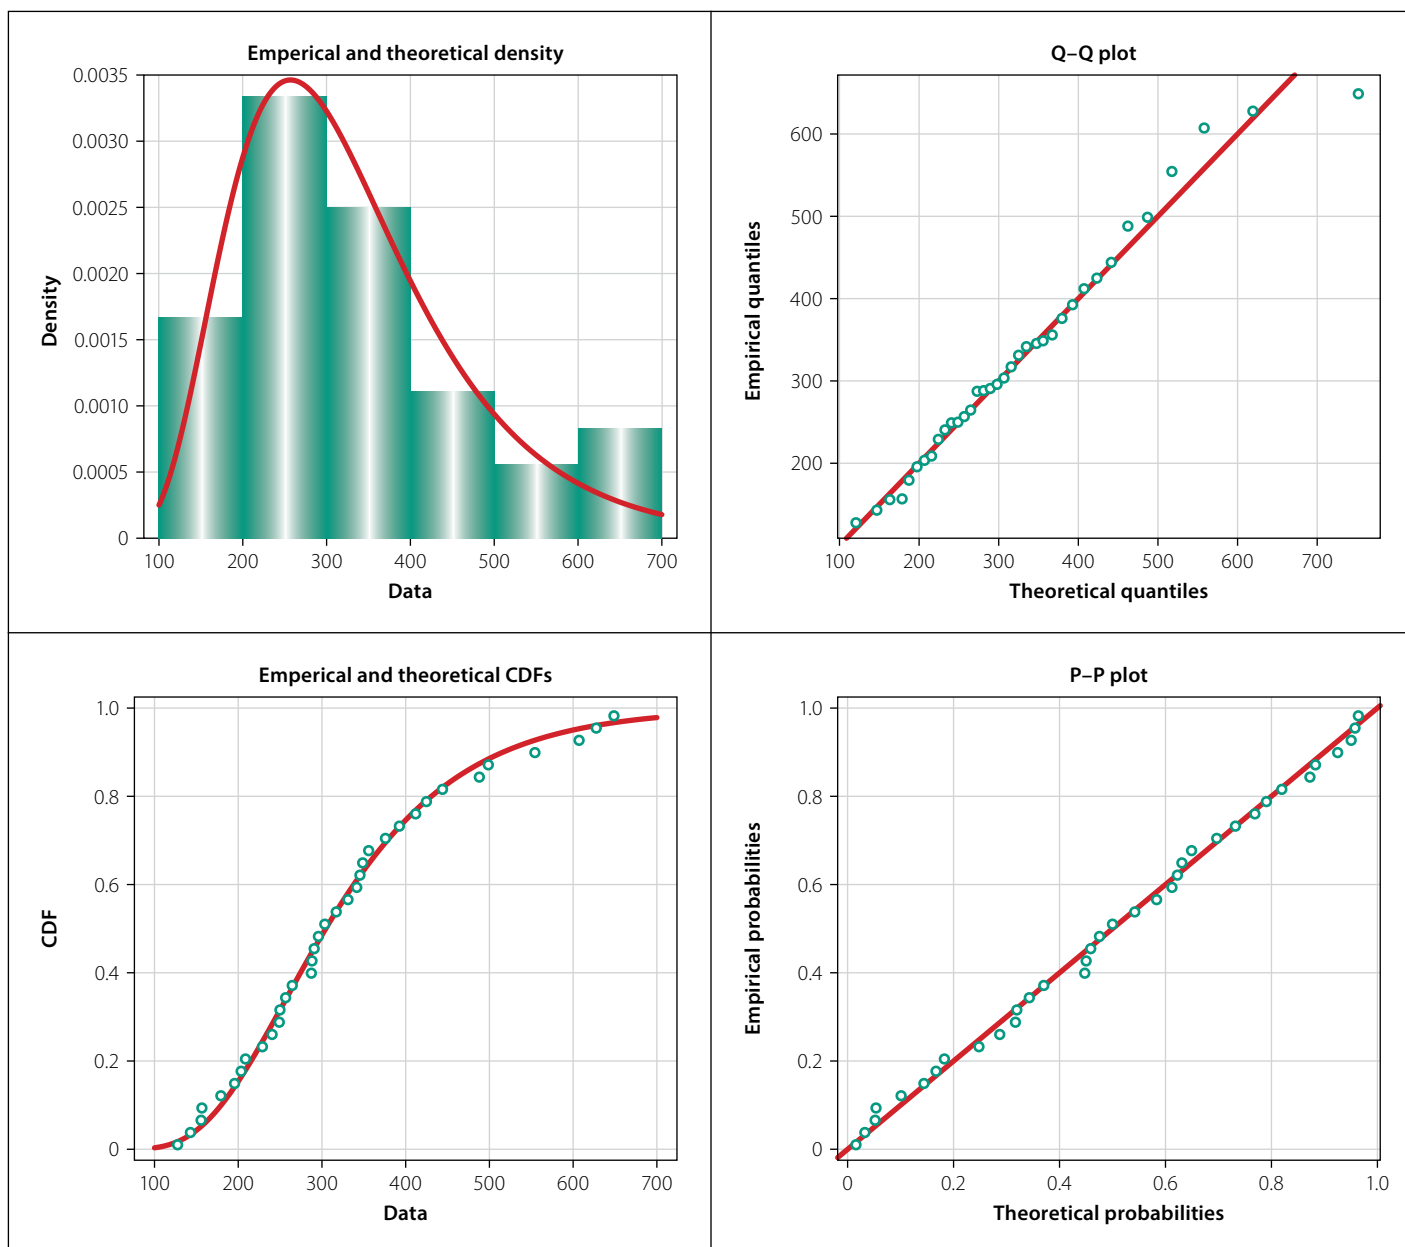 Emperical and theoretical density
0.0035
0.0030
0.0025
0.0020
0.0015
0.0010
0.0005
0
Density
100 200 300 400 500 600 700
Data
Q–Q plot
600
500
400
300
200
Empirical quantiles
100 200 300 400 500 600 700
Theoretical quantiles
Emperical and theoretical CDFs
1.0
0.8
0.6
0.4
0.2
0
CDF
100 200 300 400 500 600 700
Data
P–P plot
1.0
0.8
0.6
0.4
0.2
0
Empirical probabilities
0 0.2 0.4 0.6 0.8 1.0
Theoretical probabilities